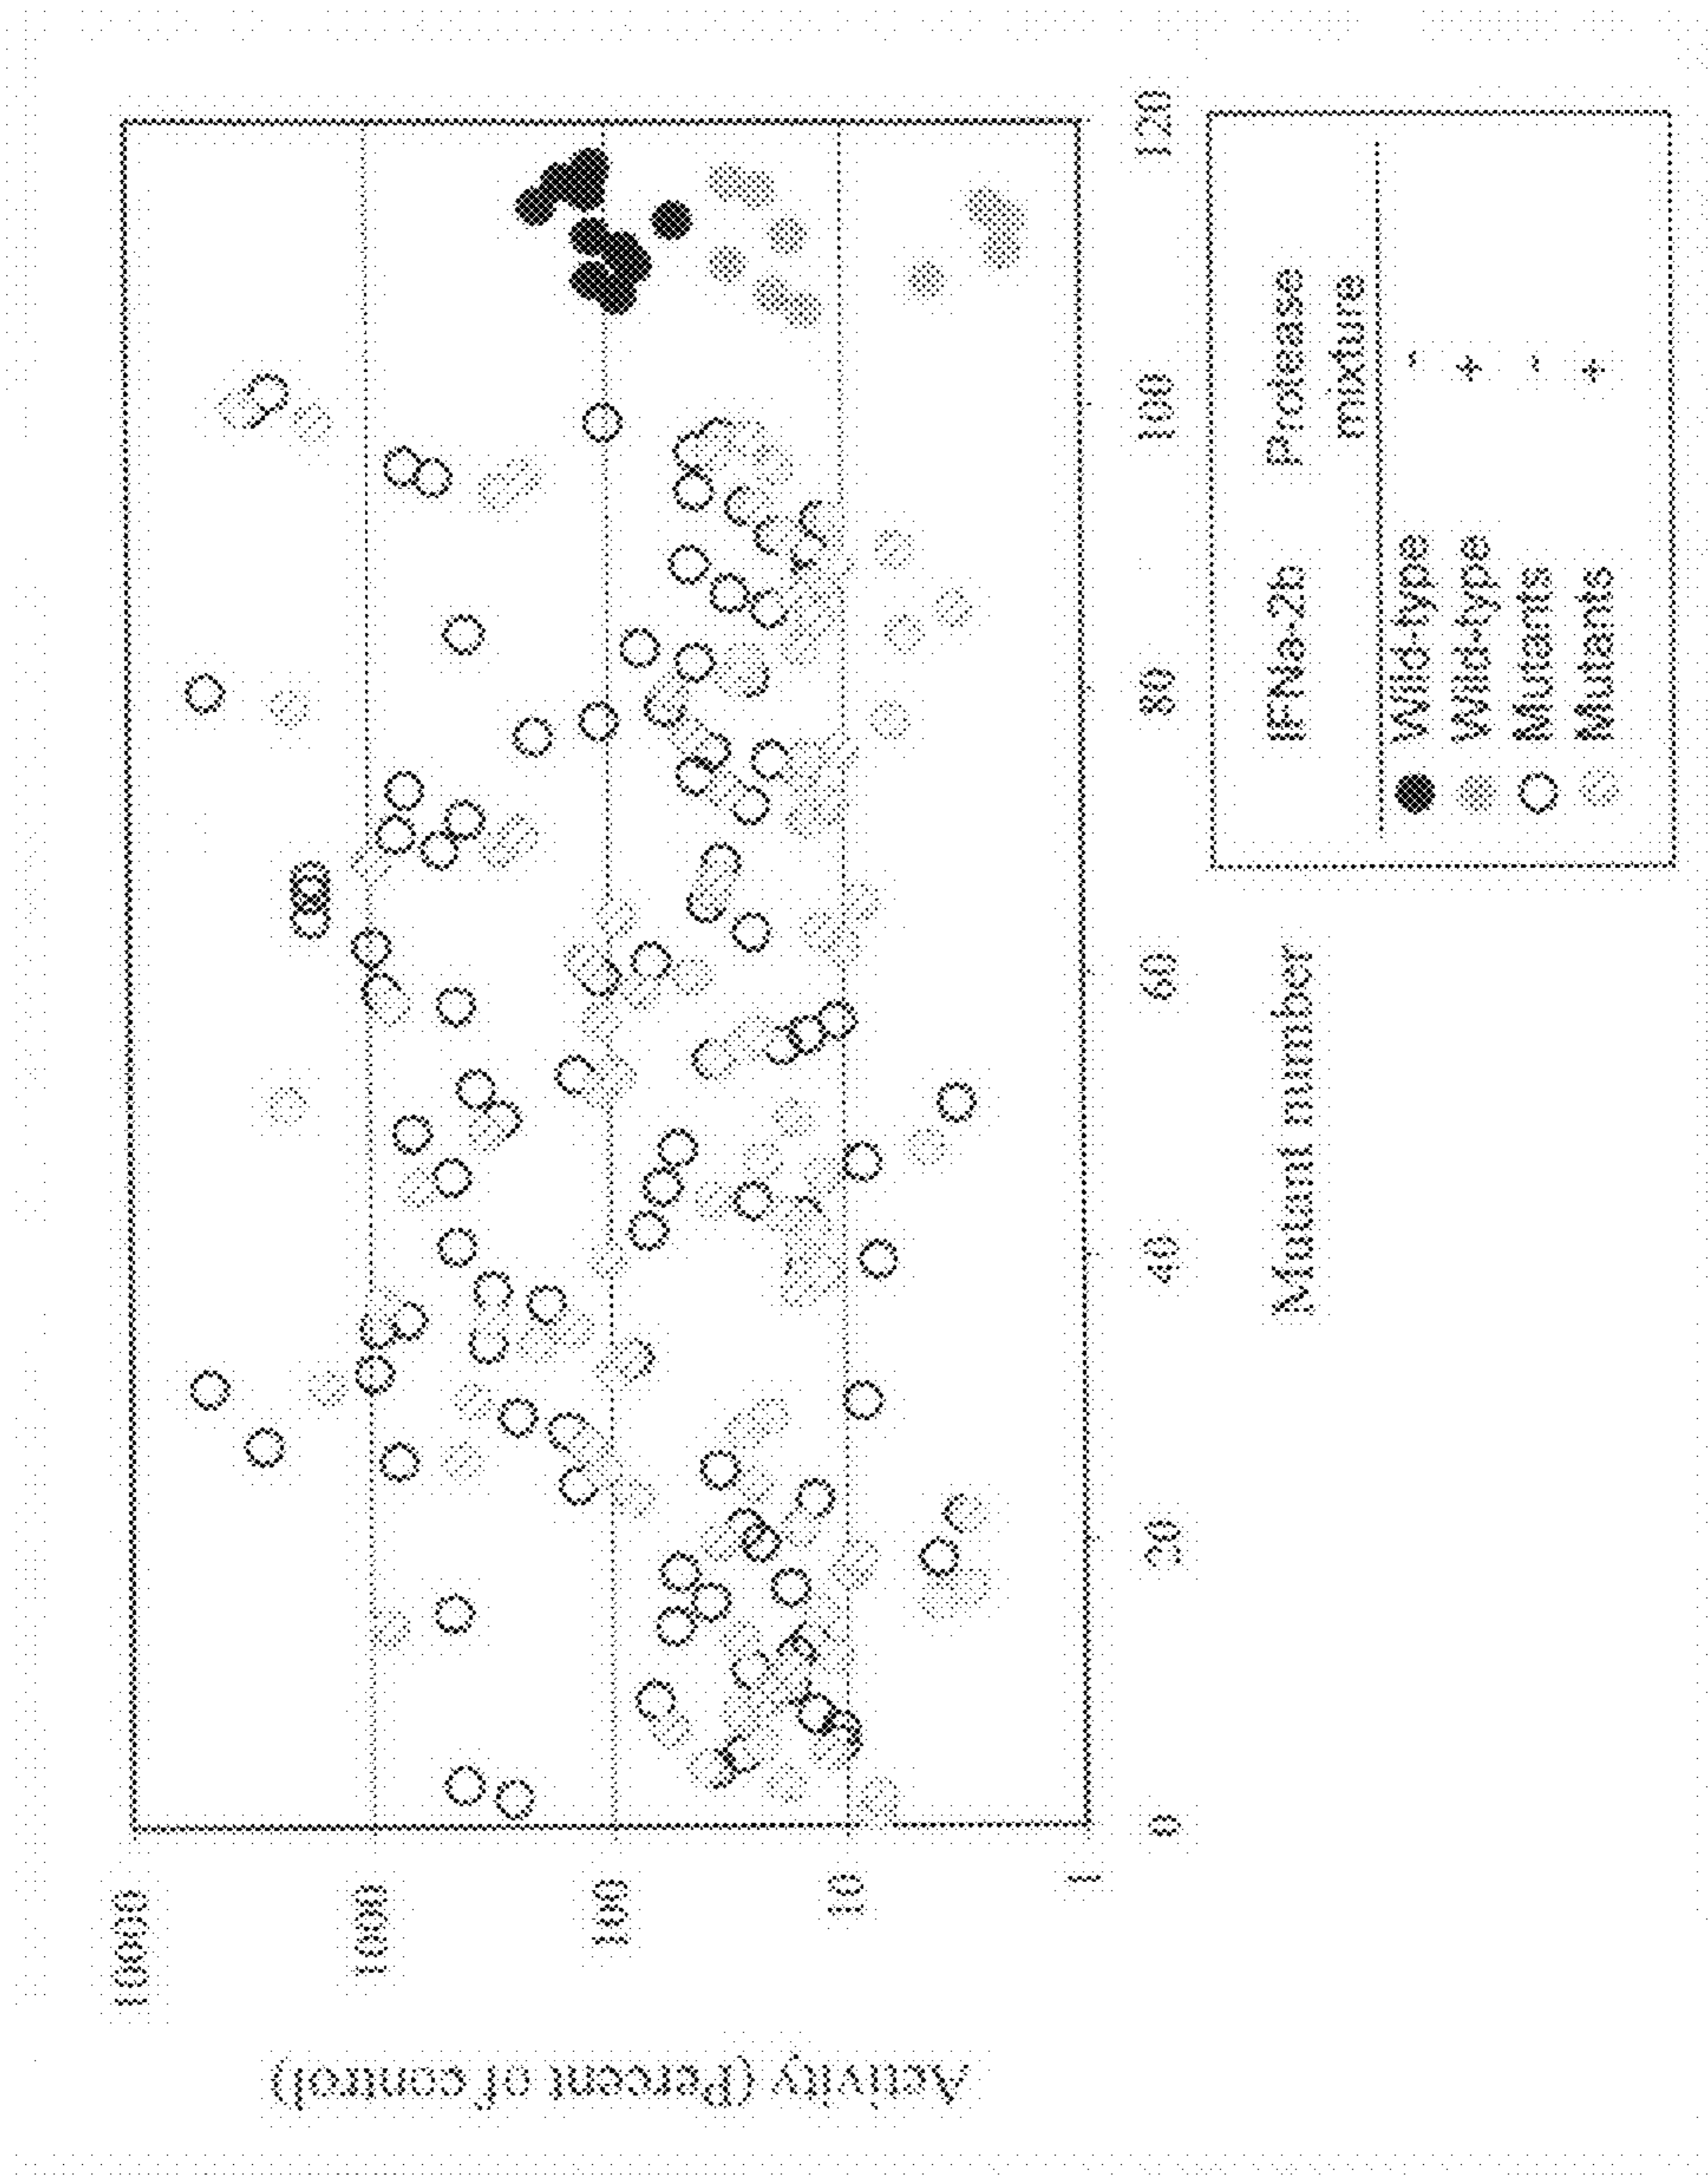 Activity (Percent of control)
10000
1000
100
10
1
0
20
40
60
80
100
120
Mutant number
IFNa-2b
Protease
mixture
Wild-type -
Wild-type +
Mutants -
Mutants +